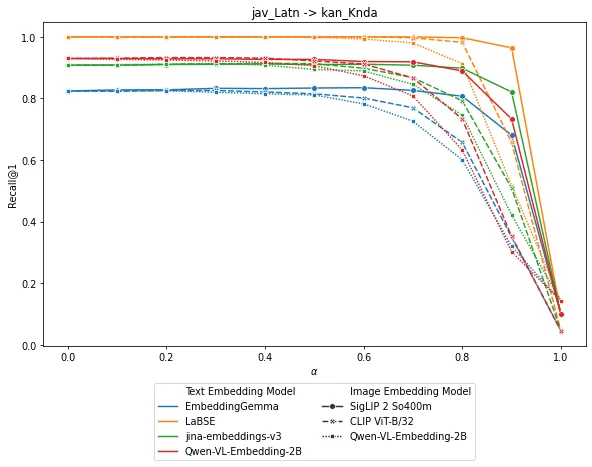 jav_Latn -> kan_Knda
Recall@1
1.0
0.8
0.6
0.4
0.2
0.0
0.0 0.2 0.4 0.6 0.8 1.0
α
Text Embedding Model
EmbeddingGemma
LaBSE
jina-embeddings-v3
Qwen-VL-Embedding-2B
Image Embedding Model
SigLIP 2 So400m
CLIP ViT-B/32
Qwen-VL-Embedding-2B